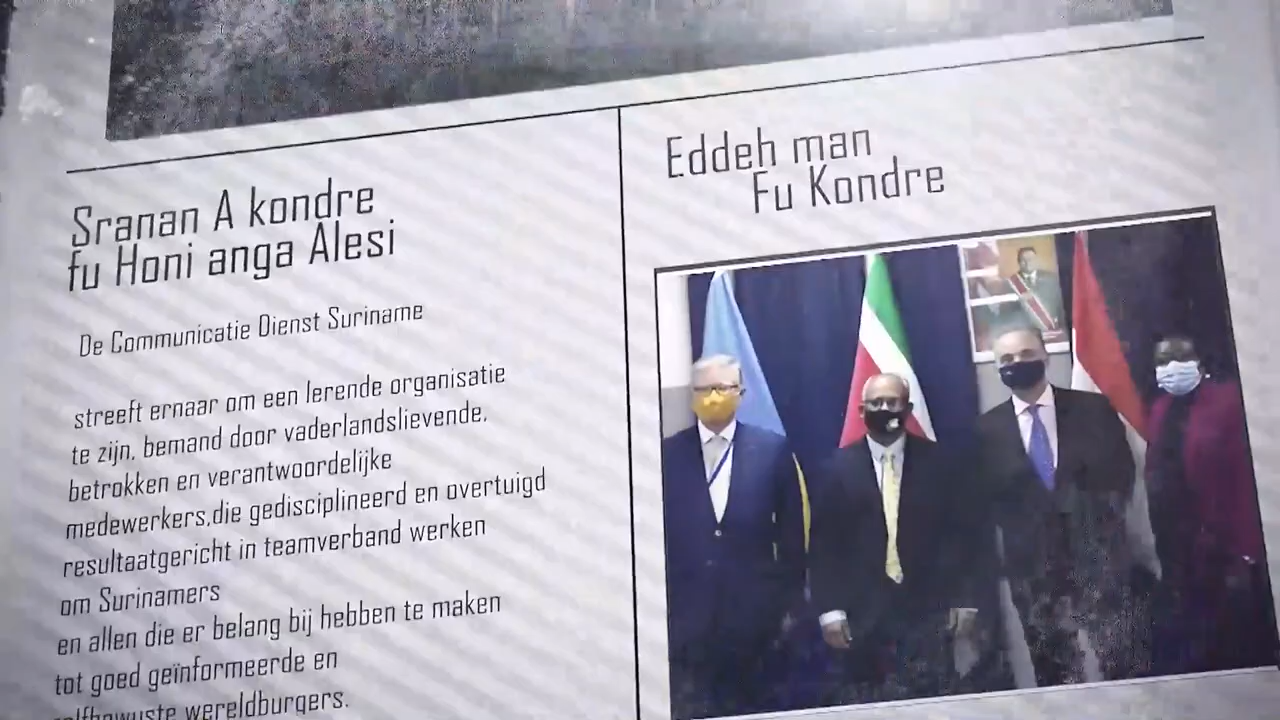 Sranan A kondre
fu Honi anga Alesi
De Communicatie Dienst Suriname
streeft ernaar om een lerende organisatie
te zijn, bemand door vaderlandslievende,
betrokken en verantwoordelijke
medewerkers,die gedisciplineerd en overtuigd
resultaatgericht in teamverband werken
om Surinamers
en allen die er belang bij hebben te maken
tot goed geïnformeerde en
wereldburgers.
Eddeh man
Fu Kondre